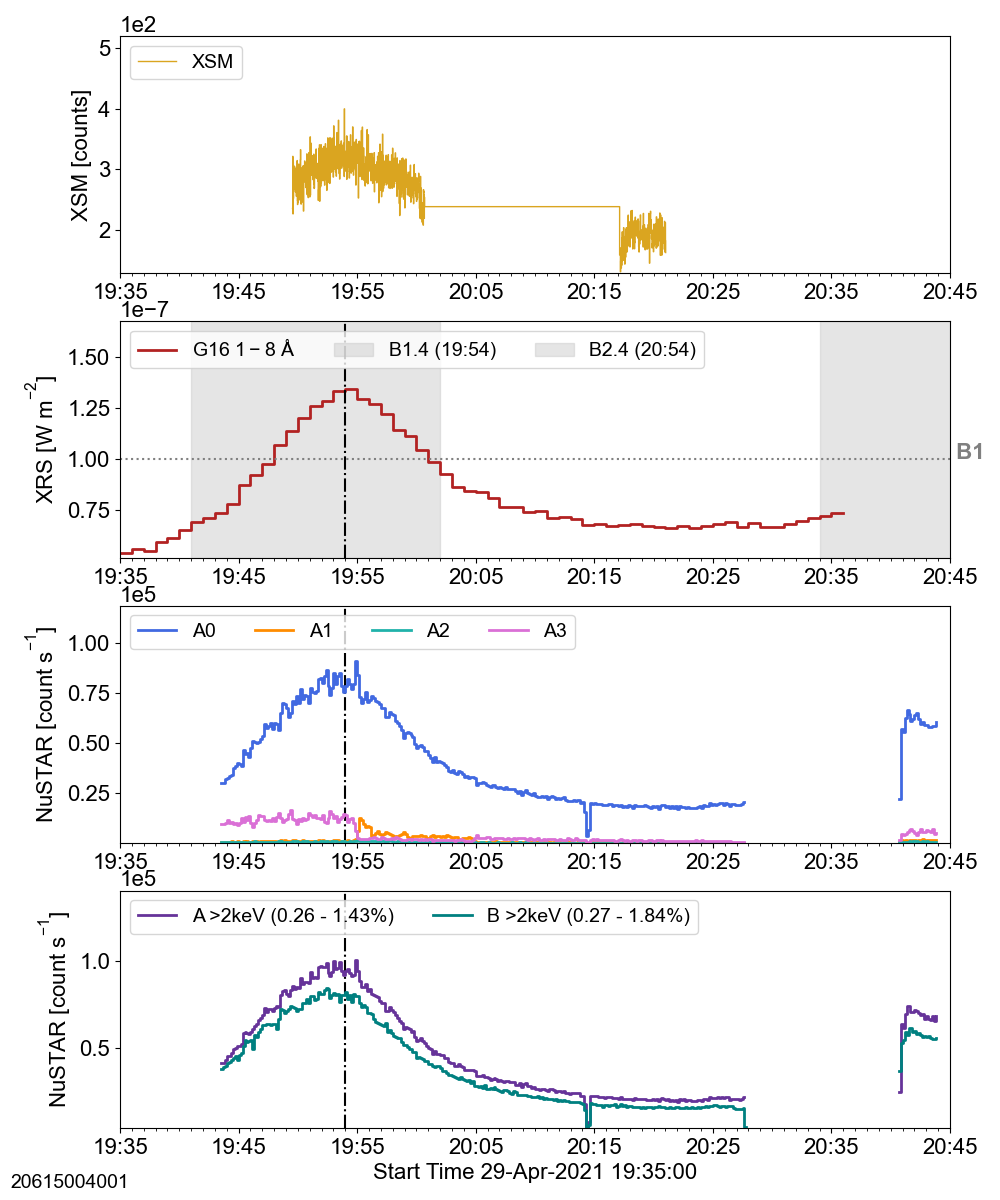 1e2
5
4
3
2
XSM [counts]
XSM
19:35 19:45 19:55 20:05 20:15 20:25 20:35 20:45
1e−7
1.50
1.25
1.00
0.75
XRS [W m−2]
G16 1 − 8 Å B1.4 (19:54) B2.4 (20:54)
B1
19:35 19:45 19:55 20:05 20:15 20:25 20:35 20:45
1e5
1.00
0.75
0.50
0.25
NuSTAR [count s−1]
A0 A1 A2 A3
19:35 19:45 19:55 20:05 20:15 20:25 20:35 20:45
1e5
1.0
0.5
NuSTAR [count s−1]
A >2keV (0.26 - 1.43%) B >2keV (0.27 - 1.84%)
19:35 19:45 19:55 20:05 20:15 20:25 20:35 20:45
Start Time 29-Apr-2021 19:35:00
20615004001